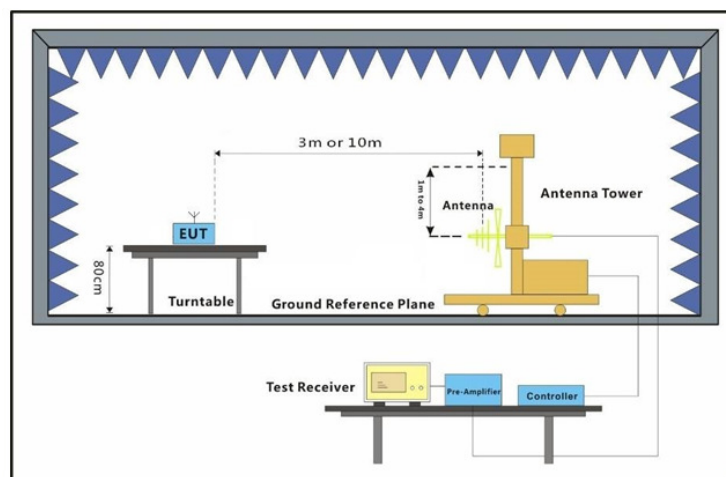 3m or 10m
1m to 4m
Antenna
Antenna Tower
EUT
80cm
Turntable
Ground Reference Plane
Test Receiver
Pre-Amplifier
Controller